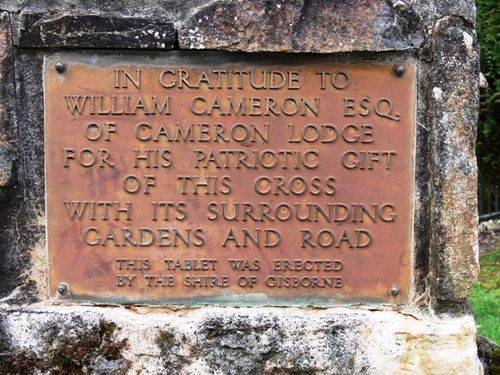 IN GRATITUDE TO
WILLIAM CAMERON ESQ.
OF CAMERON LODGE
FOR HIS PATRIOTIC GIFT
OF THIS CROSS
WITH ITS SURROUNDING
GARDENS AND ROAD
THIS TABLET WAS ERECTED
BY THE SHIRE OF GISBORNE